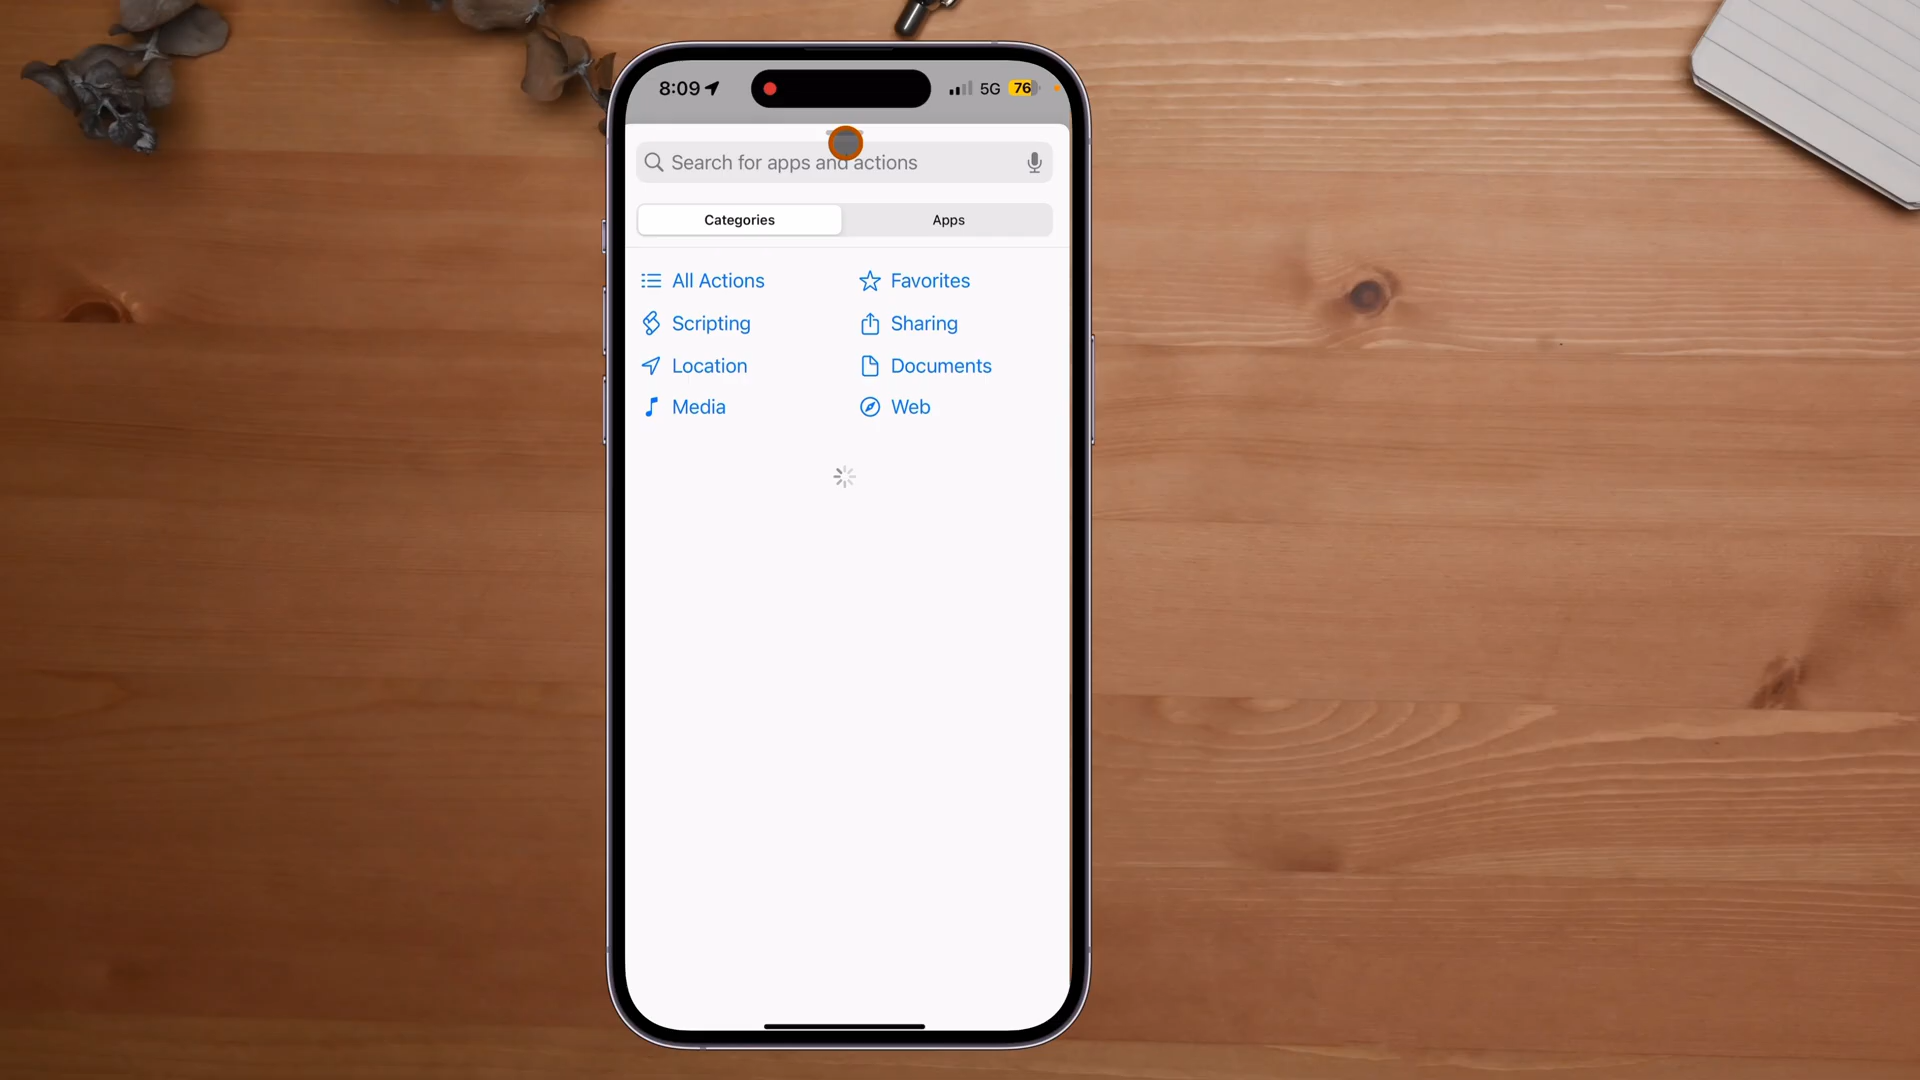 8:09 5G 76
Search for apps and actions
Categories Apps
All Actions Favorites
Scripting Sharing
Location Documents
Media Web